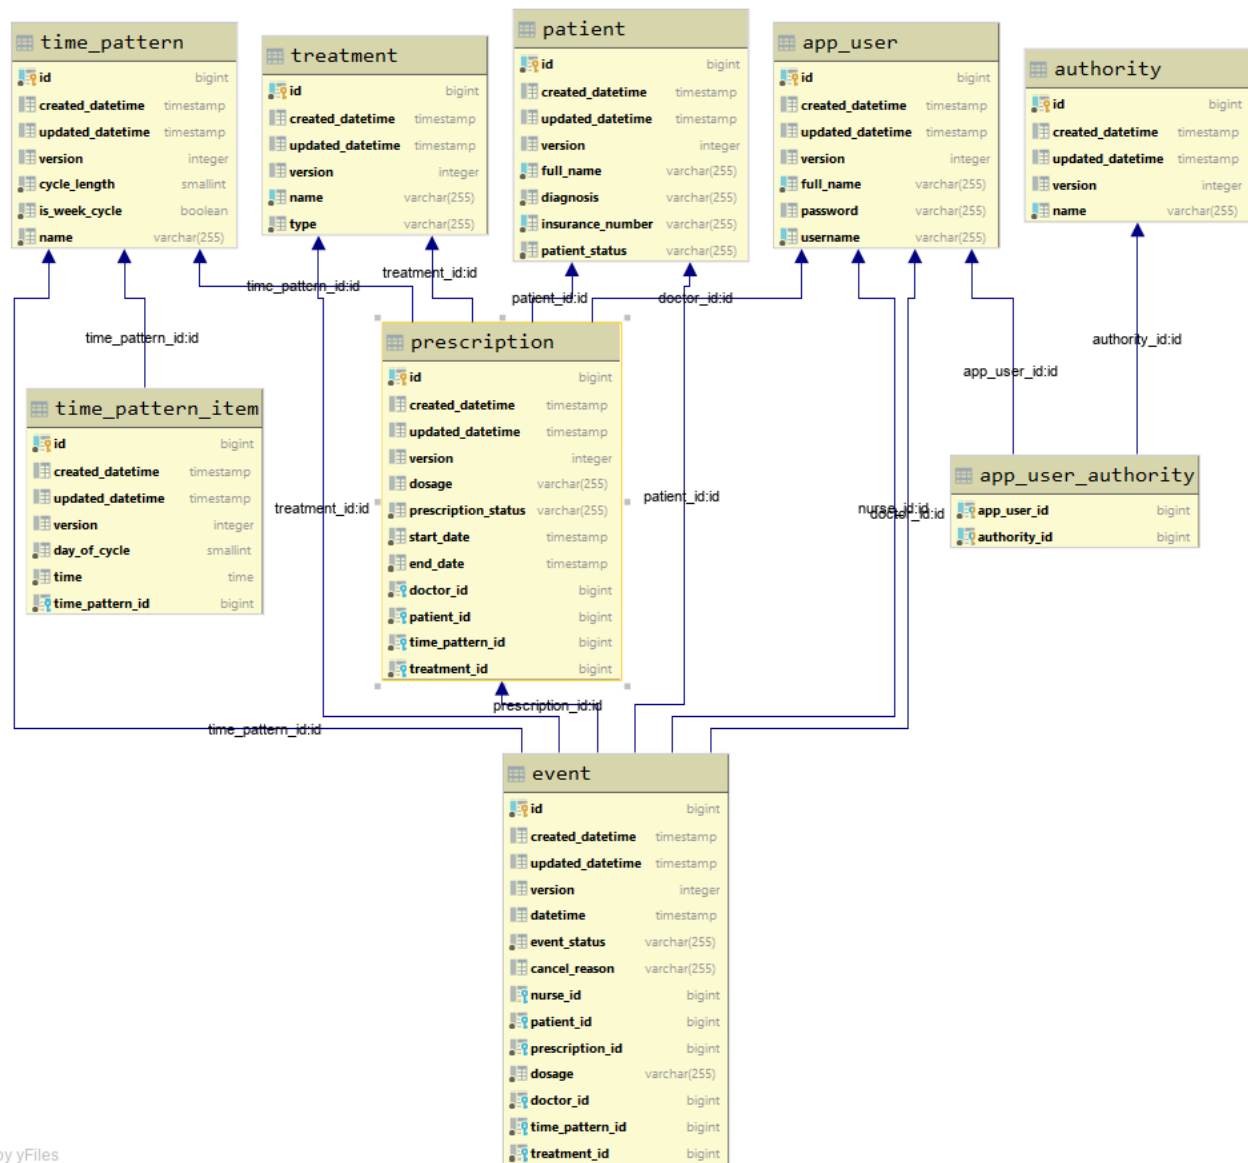 time_pattern
id bigint
created_datetime timestamp
updated_datetime timestamp
version integer
cycle_length smallint
is_week_cycle boolean
name varchar(255)
treatment
id bigint
created_datetime timestamp
updated_datetime timestamp
version integer
name varchar(255)
type varchar(255)
patient
id bigint
created_datetime timestamp
updated_datetime timestamp
version integer
full_name varchar(255)
diagnosis varchar(255)
insurance_number varchar(255)
patient_status varchar(255)
app_user
id bigint
created_datetime timestamp
updated_datetime timestamp
version integer
full_name varchar(255)
password varchar(255)
username varchar(255)
authority
id bigint
created_datetime timestamp
updated_datetime timestamp
version integer
name varchar(255)
time_pattern_id:id
treatment_id:id
patient_id:id
doctor_id:id
time_pattern_id:id
authority_id:id
app_user_id:id
time_pattern_item
id bigint
created_datetime timestamp
updated_datetime timestamp
version integer
day_of_cycle smallint
time time
time_pattern_id bigint
prescription
id bigint
created_datetime timestamp
updated_datetime timestamp
version integer
dosage varchar(255)
prescription_status varchar(255)
start_date timestamp
end_date timestamp
doctor_id bigint
patient_id bigint
time_pattern_id bigint
treatment_id bigint
app_user_authority
app_user_id bigint
authority_id bigint
treatment_id:id
patient_id:id
nurse_id:id
doctor_id:id
prescription_id:id
time_pattern_id:id
event
id bigint
created_datetime timestamp
updated_datetime timestamp
version integer
datetime timestamp
event_status varchar(255)
cancel_reason varchar(255)
nurse_id bigint
patient_id bigint
prescription_id bigint
dosage varchar(255)
doctor_id bigint
time_pattern_id bigint
treatment_id bigint
by yFiles